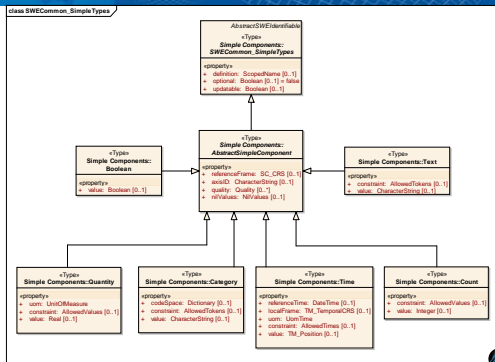 class SWECommon_SimpleTypes
AbstractSWEIdentifiable
«Type»
Simple Components::
SWECommon_SimpleTypes
«property»
+ definition: ScopedName [0..1]
+ optional: Boolean [0..1] = false
+ updatable: Boolean [0..1]
«Type»
Simple Components::
Boolean
«property»
+ value: Boolean [0..1]
«Type»
Simple Components::
AbstractSimpleComponent
«property»
+ referenceFrame: SC_CRS [0..1]
+ axisID: CharacterString [0..1]
+ quality: Quality [0..*]
+ nilValues: NilValues [0..1]
«Type»
Simple Components::Text
«property»
+ constraint: AllowedTokens [0..1]
+ value: CharacterString [0..1]
«Type»
Simple Components::Quantity
«property»
+ uom: UnitOfMeasure
+ constraint: AllowedValues [0..1]
+ value: Real [0..1]
«Type»
Simple Components::Category
«property»
+ codeSpace: Dictionary [0..1]
+ constraint: AllowedTokens [0..1]
+ value: CharacterString [0..1]
«Type»
Simple Components::Time
«property»
+ referenceTime: DateTime [0..1]
+ localFrame: TM_TemporalCRS [0..1]
+ uom: UomTime
+ constraint: AllowedTimes [0..1]
+ value: TM_Position [0..1]
«Type»
Simple Components::Count
«property»
+ constraint: AllowedValues [0..1]
+ value: Integer [0..1]